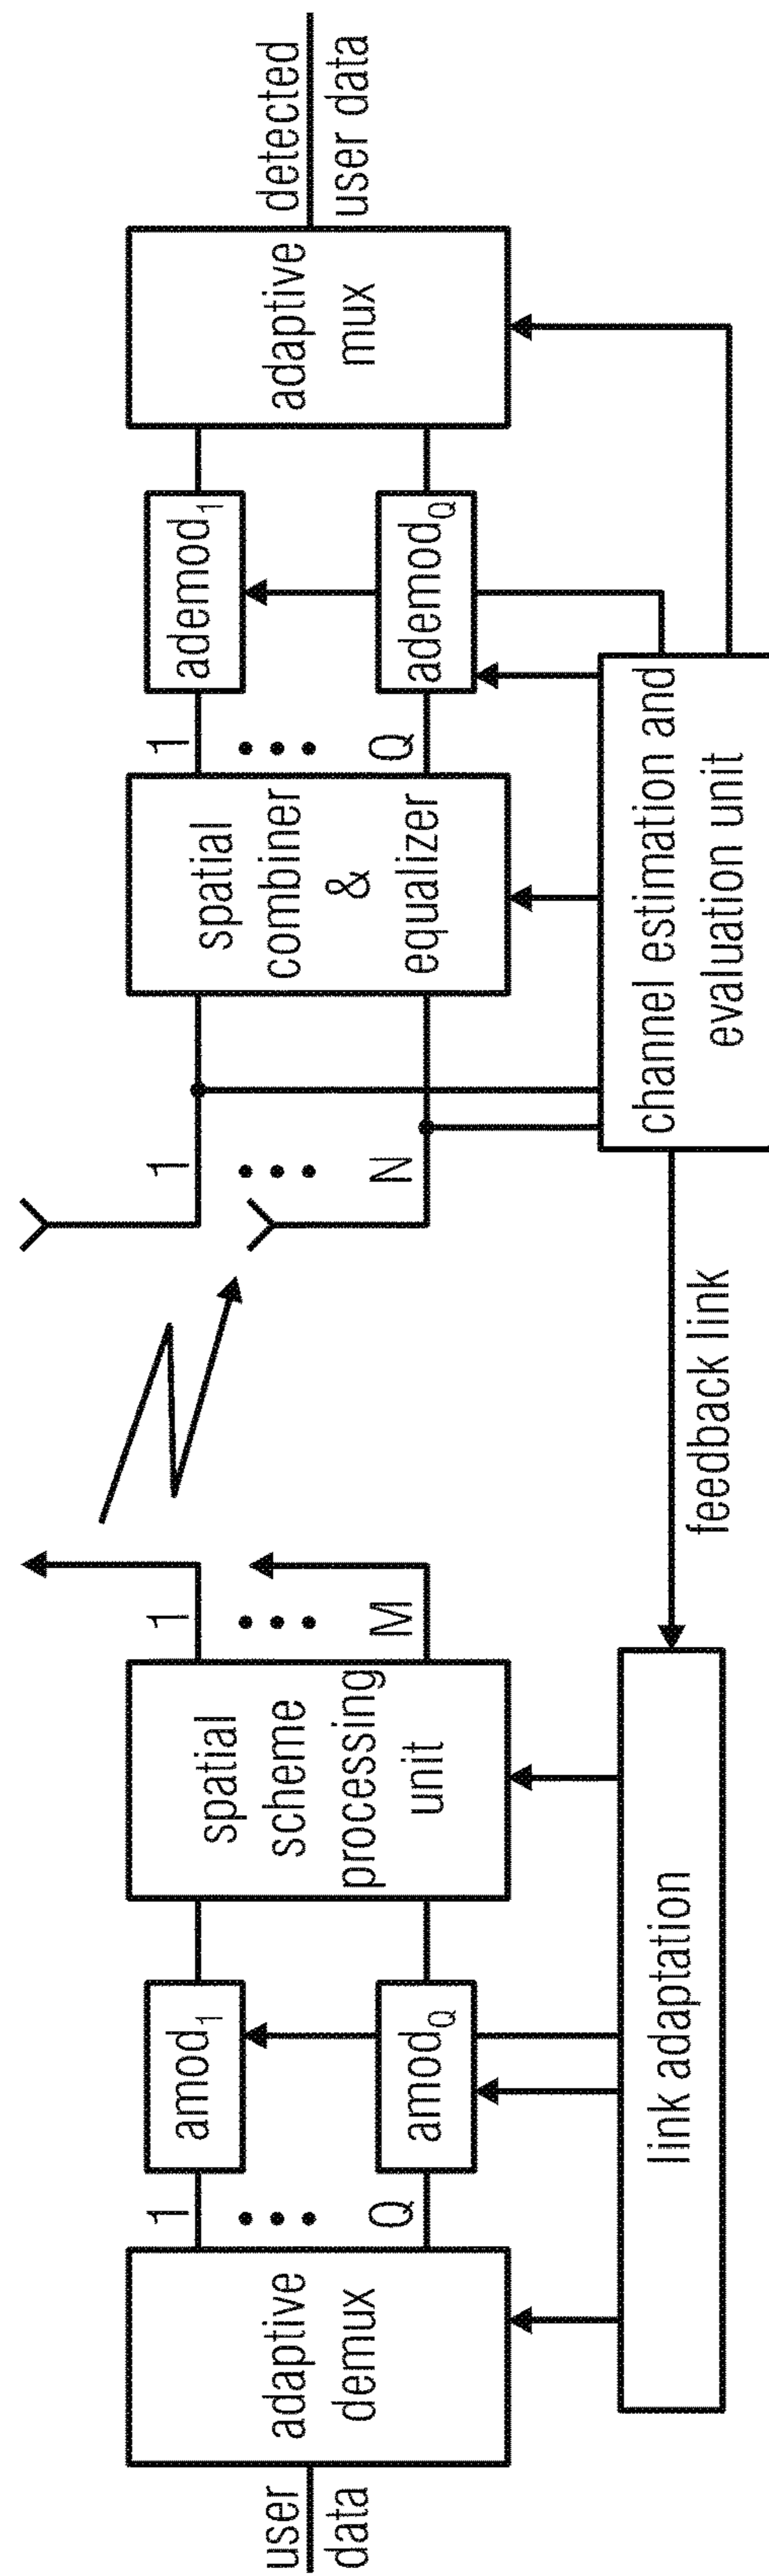 user
data
adaptive
demux
1
Q
amod1
amodQ
spatial
scheme
processing
unit
1
M
link adaptation
feedback link
1
N
spatial
combiner
&
equalizer
1
Q
ademod1
ademodQ
channel estimation and
evaluation unit
adaptive
mux
detected
user data